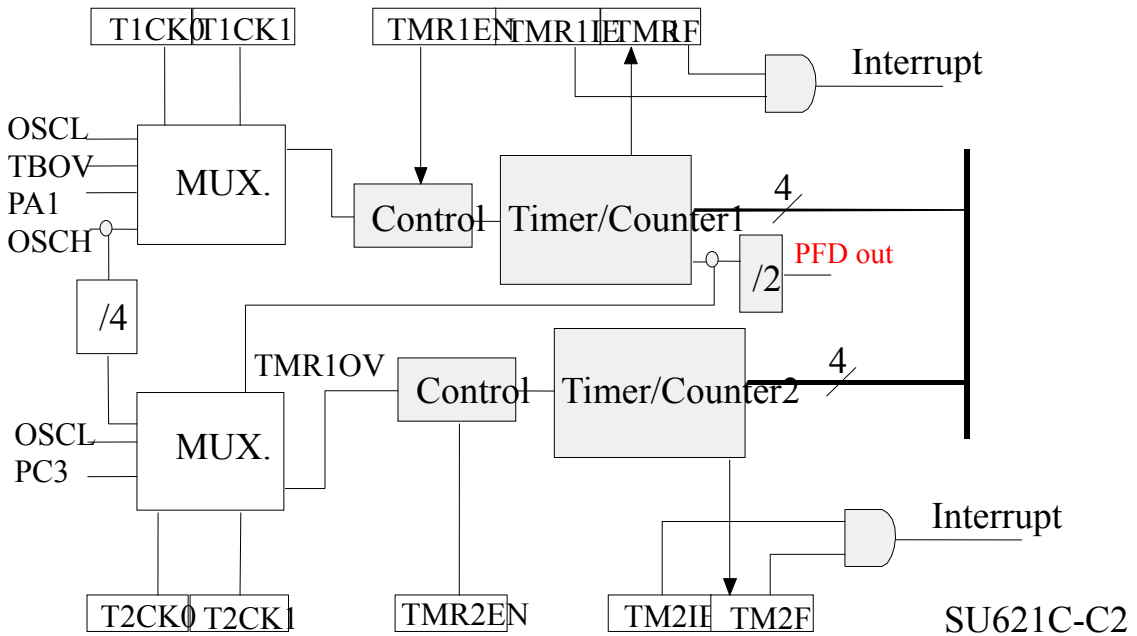 T1CK0 T1CK1 TMR1EN TMR1IE TMR1F
Interrupt
OSCL
TBOV
PA1
OSCH
MUX.
Control
Timer/Counter1
4
PFD out
/2
/4
TMR1OV
Control
Timer/Counter2
4
OSCL
PC3
MUX.
Interrupt
T2CK0 T2CK1 TMR2EN TM2IE TM2F
SU621C-C2